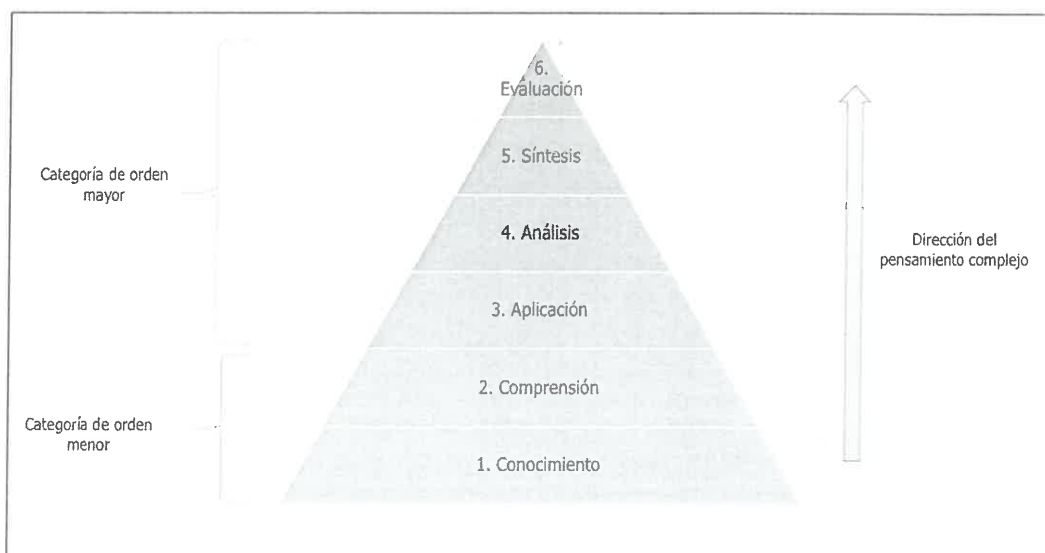 6.
Evaluación
5. Síntesis
Categoría de orden
mayor
4. Análisis
Dirección del
pensamiento complejo
3. Aplicación
2. Comprensión
Categoría de orden
menor
1. Conocimiento